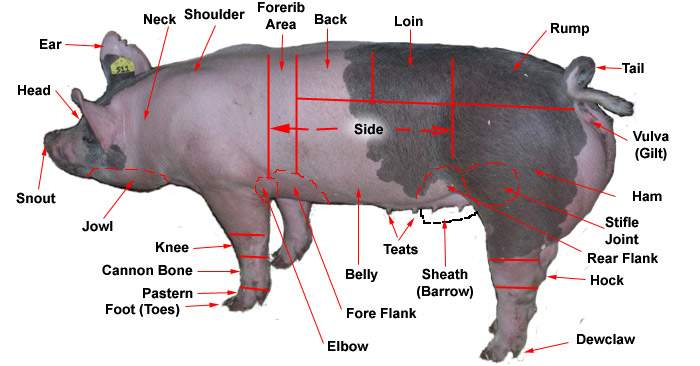 Forerib
Area
Neck
Shoulder
Back
Loin
Rump
Ear
Tail
511
Head
Side
Vulva
(Gilt)
Snout
Jowl
Ham
Stifle
Joint
Knee
Cannon Bone
Teats
Rear Flank
Belly
Sheath
(Barrow)
Hock
Pastern
Foot (Toes)
Fore Flank
Elbow
Dewclaw